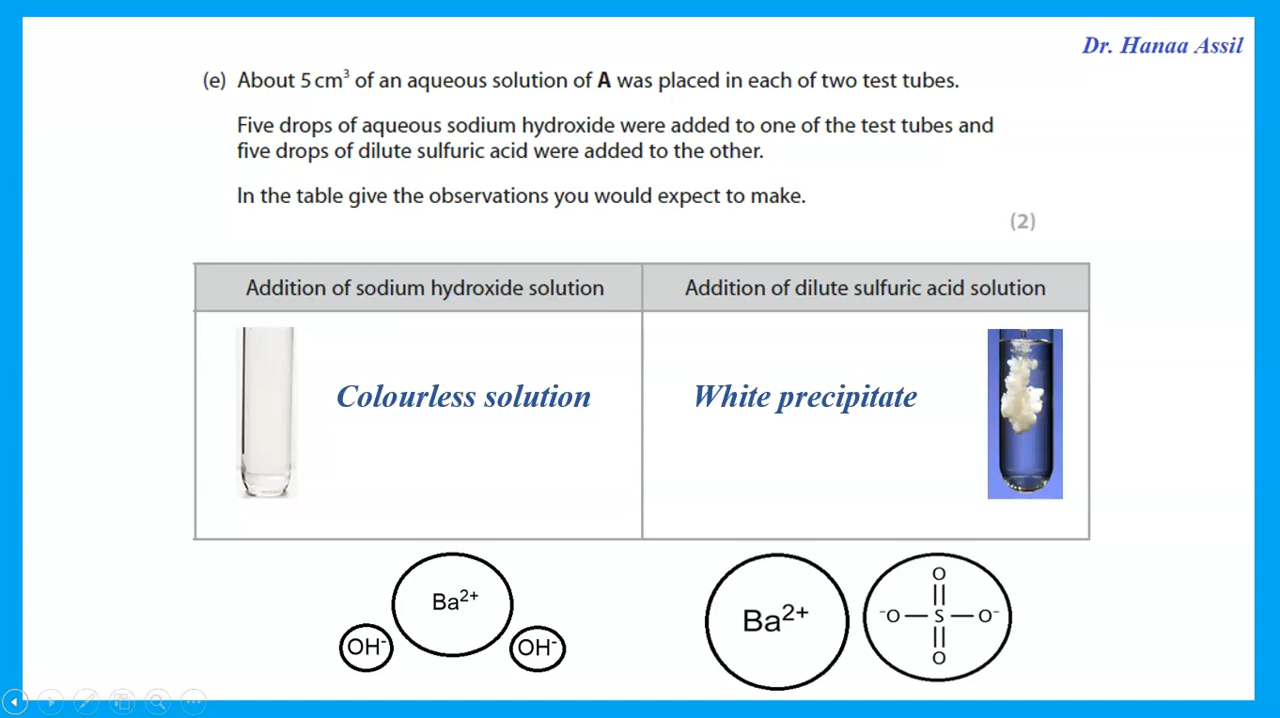 Dr. Hanaa Assil
(e) About 5 cm³ of an aqueous solution of A was placed in each of two test tubes.
Five drops of aqueous sodium hydroxide were added to one of the test tubes and
five drops of dilute sulfuric acid were added to the other.
In the table give the observations you would expect to make.
(2)
Addition of sodium hydroxide solution
Addition of dilute sulfuric acid solution
Colourless solution
White precipitate
Ba²⁺
OH⁻
OH⁻
Ba²⁺
O
⁻O — S — O⁻
O